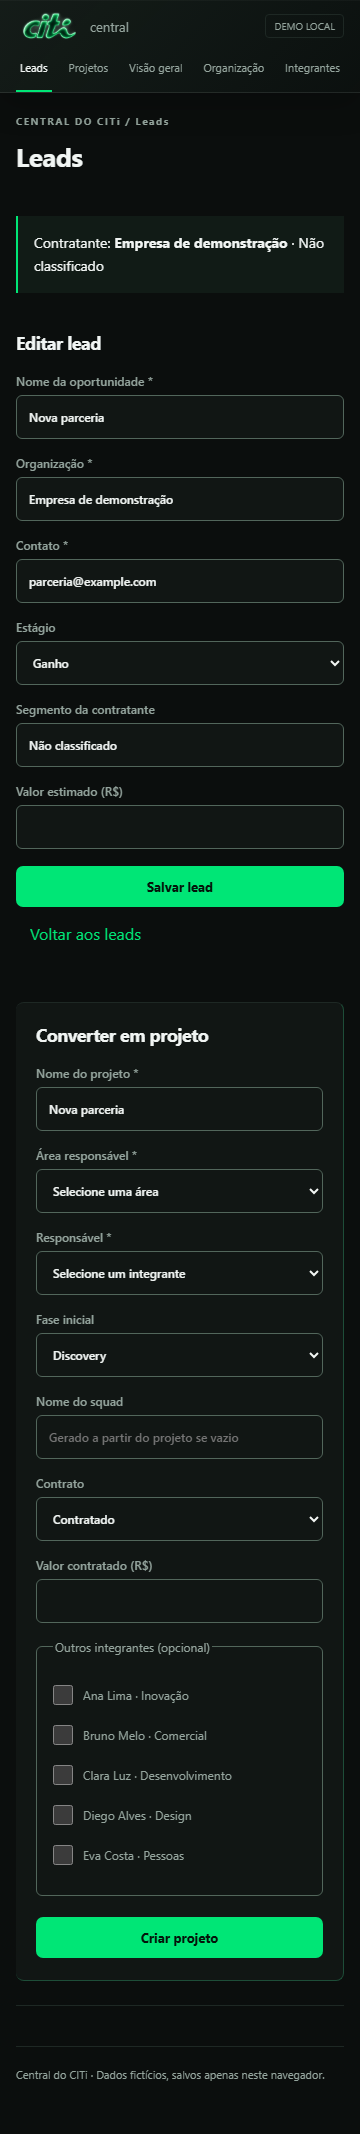 citi central
DEMO LOCAL
Leads Projetos Visão geral Organização Integrantes
CENTRAL DO CITi / Leads
Leads
Contratante: Empresa de demonstração · Não
classificado
Editar lead
Nome da oportunidade *
Nova parceria
Organização *
Empresa de demonstração
Contato *
parceria@example.com
Estágio
Ganho
Segmento da contratante
Não classificado
Valor estimado (R$)
Salvar lead
Voltar aos leads
Converter em projeto
Nome do projeto *
Nova parceria
Área responsável *
Selecione uma área
Responsável *
Selecione um integrante
Fase inicial
Discovery
Nome do squad
Gerado a partir do projeto se vazio
Contrato
Contratado
Valor contratado (R$)
Outros integrantes (opcional)
Ana Lima · Inovação
Bruno Melo · Comercial
Clara Luz · Desenvolvimento
Diego Alves · Design
Eva Costa · Pessoas
Criar projeto
Central do CITi · Dados fictícios, salvos apenas neste navegador.